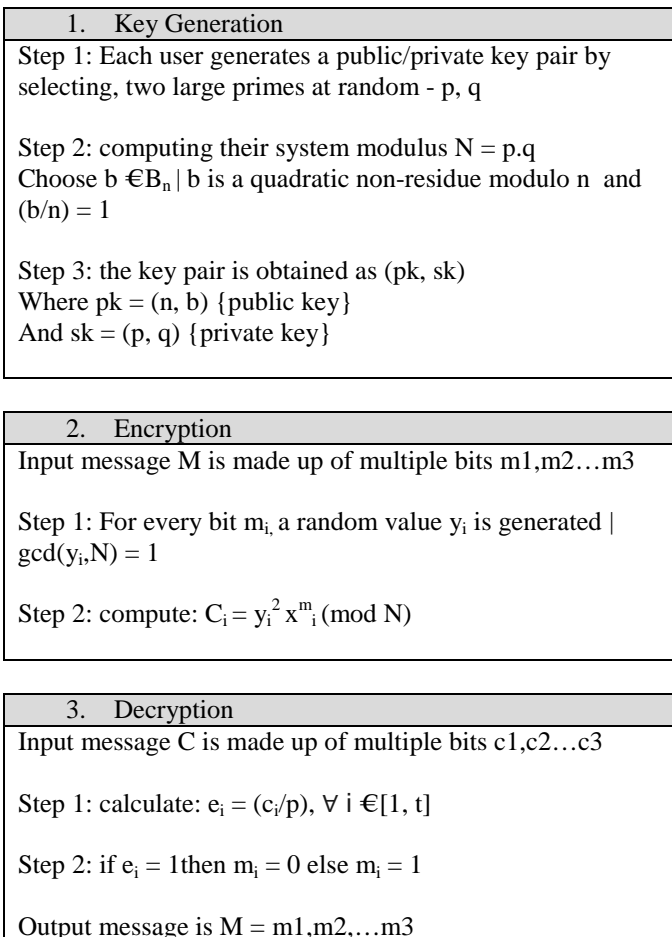 1. Key Generation
Step 1: Each user generates a public/private key pair by
selecting, two large primes at random - p, q
Step 2: computing their system modulus N = p.q
Choose b €Bₙ | b is a quadratic non-residue modulo n and
(b/n) = 1
Step 3: the key pair is obtained as (pk, sk)
Where pk = (n, b) {public key}
And sk = (p, q) {private key}
2. Encryption
Input message M is made up of multiple bits m1,m2…m3
Step 1: For every bit mᵢ, a random value yᵢ is generated |
gcd(yᵢ,N) = 1
Step 2: compute: Cᵢ = yᵢ² xᵐᵢ (mod N)
3. Decryption
Input message C is made up of multiple bits c1,c2…c3
Step 1: calculate: eᵢ = (cᵢ/p), ∀ i €[1, t]
Step 2: if eᵢ = 1then mᵢ = 0 else mᵢ = 1
Output message is M = m1,m2,…m3